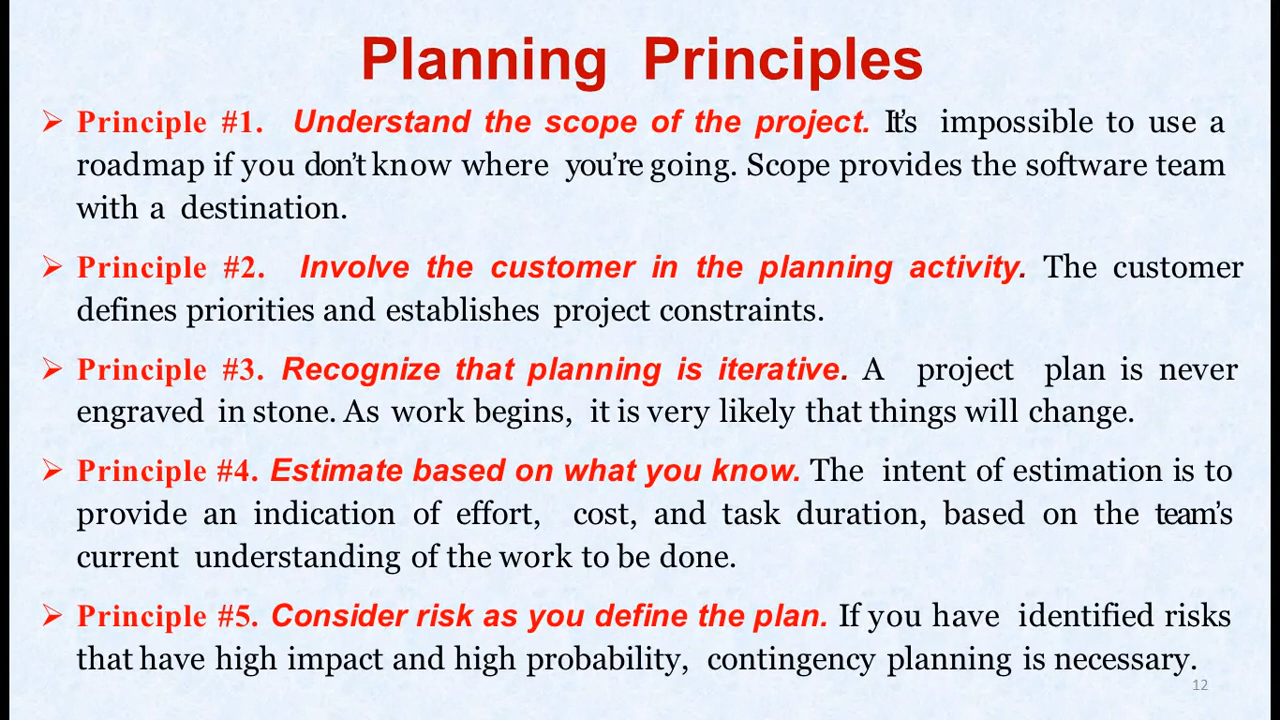 Planning Principles
➢ Principle #1. Understand the scope of the project. It's impossible to use a
roadmap if you don't know where you're going. Scope provides the software team
with a destination.
➢ Principle #2. Involve the customer in the planning activity. The customer
defines priorities and establishes project constraints.
➢ Principle #3. Recognize that planning is iterative. A project plan is never
engraved in stone. As work begins, it is very likely that things will change.
➢ Principle #4. Estimate based on what you know. The intent of estimation is to
provide an indication of effort, cost, and task duration, based on the team's
current understanding of the work to be done.
➢ Principle #5. Consider risk as you define the plan. If you have identified risks
that have high impact and high probability, contingency planning is necessary.
12